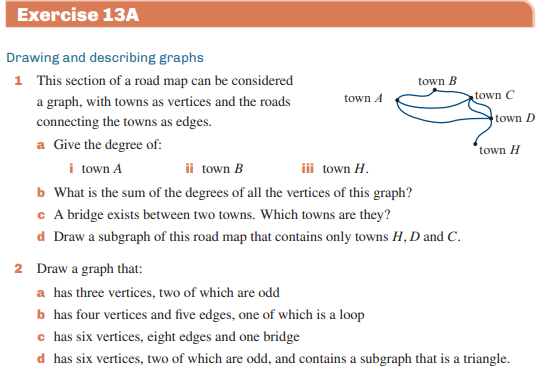 Exercise 13A
Drawing and describing graphs
1 This section of a road map can be considered
a graph, with towns as vertices and the roads
connecting the towns as edges.
town A
town B
town C
town D
town H
a Give the degree of:
i town A ii town B iii town H.
b What is the sum of the degrees of all the vertices of this graph?
c A bridge exists between two towns. Which towns are they?
d Draw a subgraph of this road map that contains only towns H, D and C.
2 Draw a graph that:
a has three vertices, two of which are odd
b has four vertices and five edges, one of which is a loop
c has six vertices, eight edges and one bridge
d has six vertices, two of which are odd, and contains a subgraph that is a triangle.